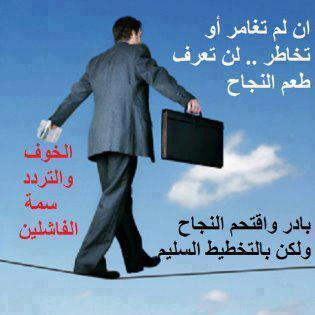 ان لم تغامر أو
تخاطر .. لن تعرف
طعم النجاح
الخوف
والتردد
سمة
الفاشلين
بادر واقتحم النجاح
ولكن بالتخطيط السليم